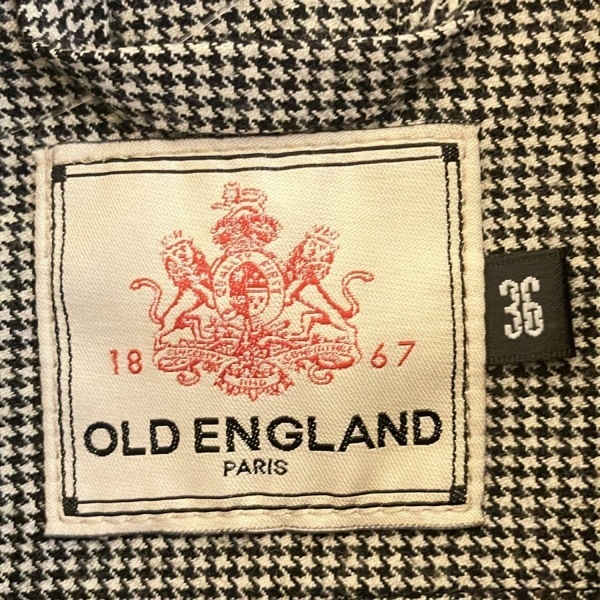 18 67
OLD ENGLAND
PARIS
36